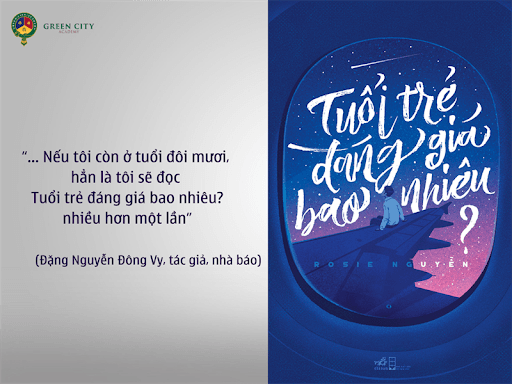 GREEN CITY
ACADEMY
“... Nếu tôi còn ở tuổi đôi mươi,
hẳn là tôi sẽ đọc
Tuổi trẻ đáng giá bao nhiêu?
nhiều hơn một lần”
(Đặng Nguyễn Đông Vy, tác giả, nhà báo)
Tuổi trẻ
đáng giá
bao nhiêu
?
ROSIE NGUYỄN